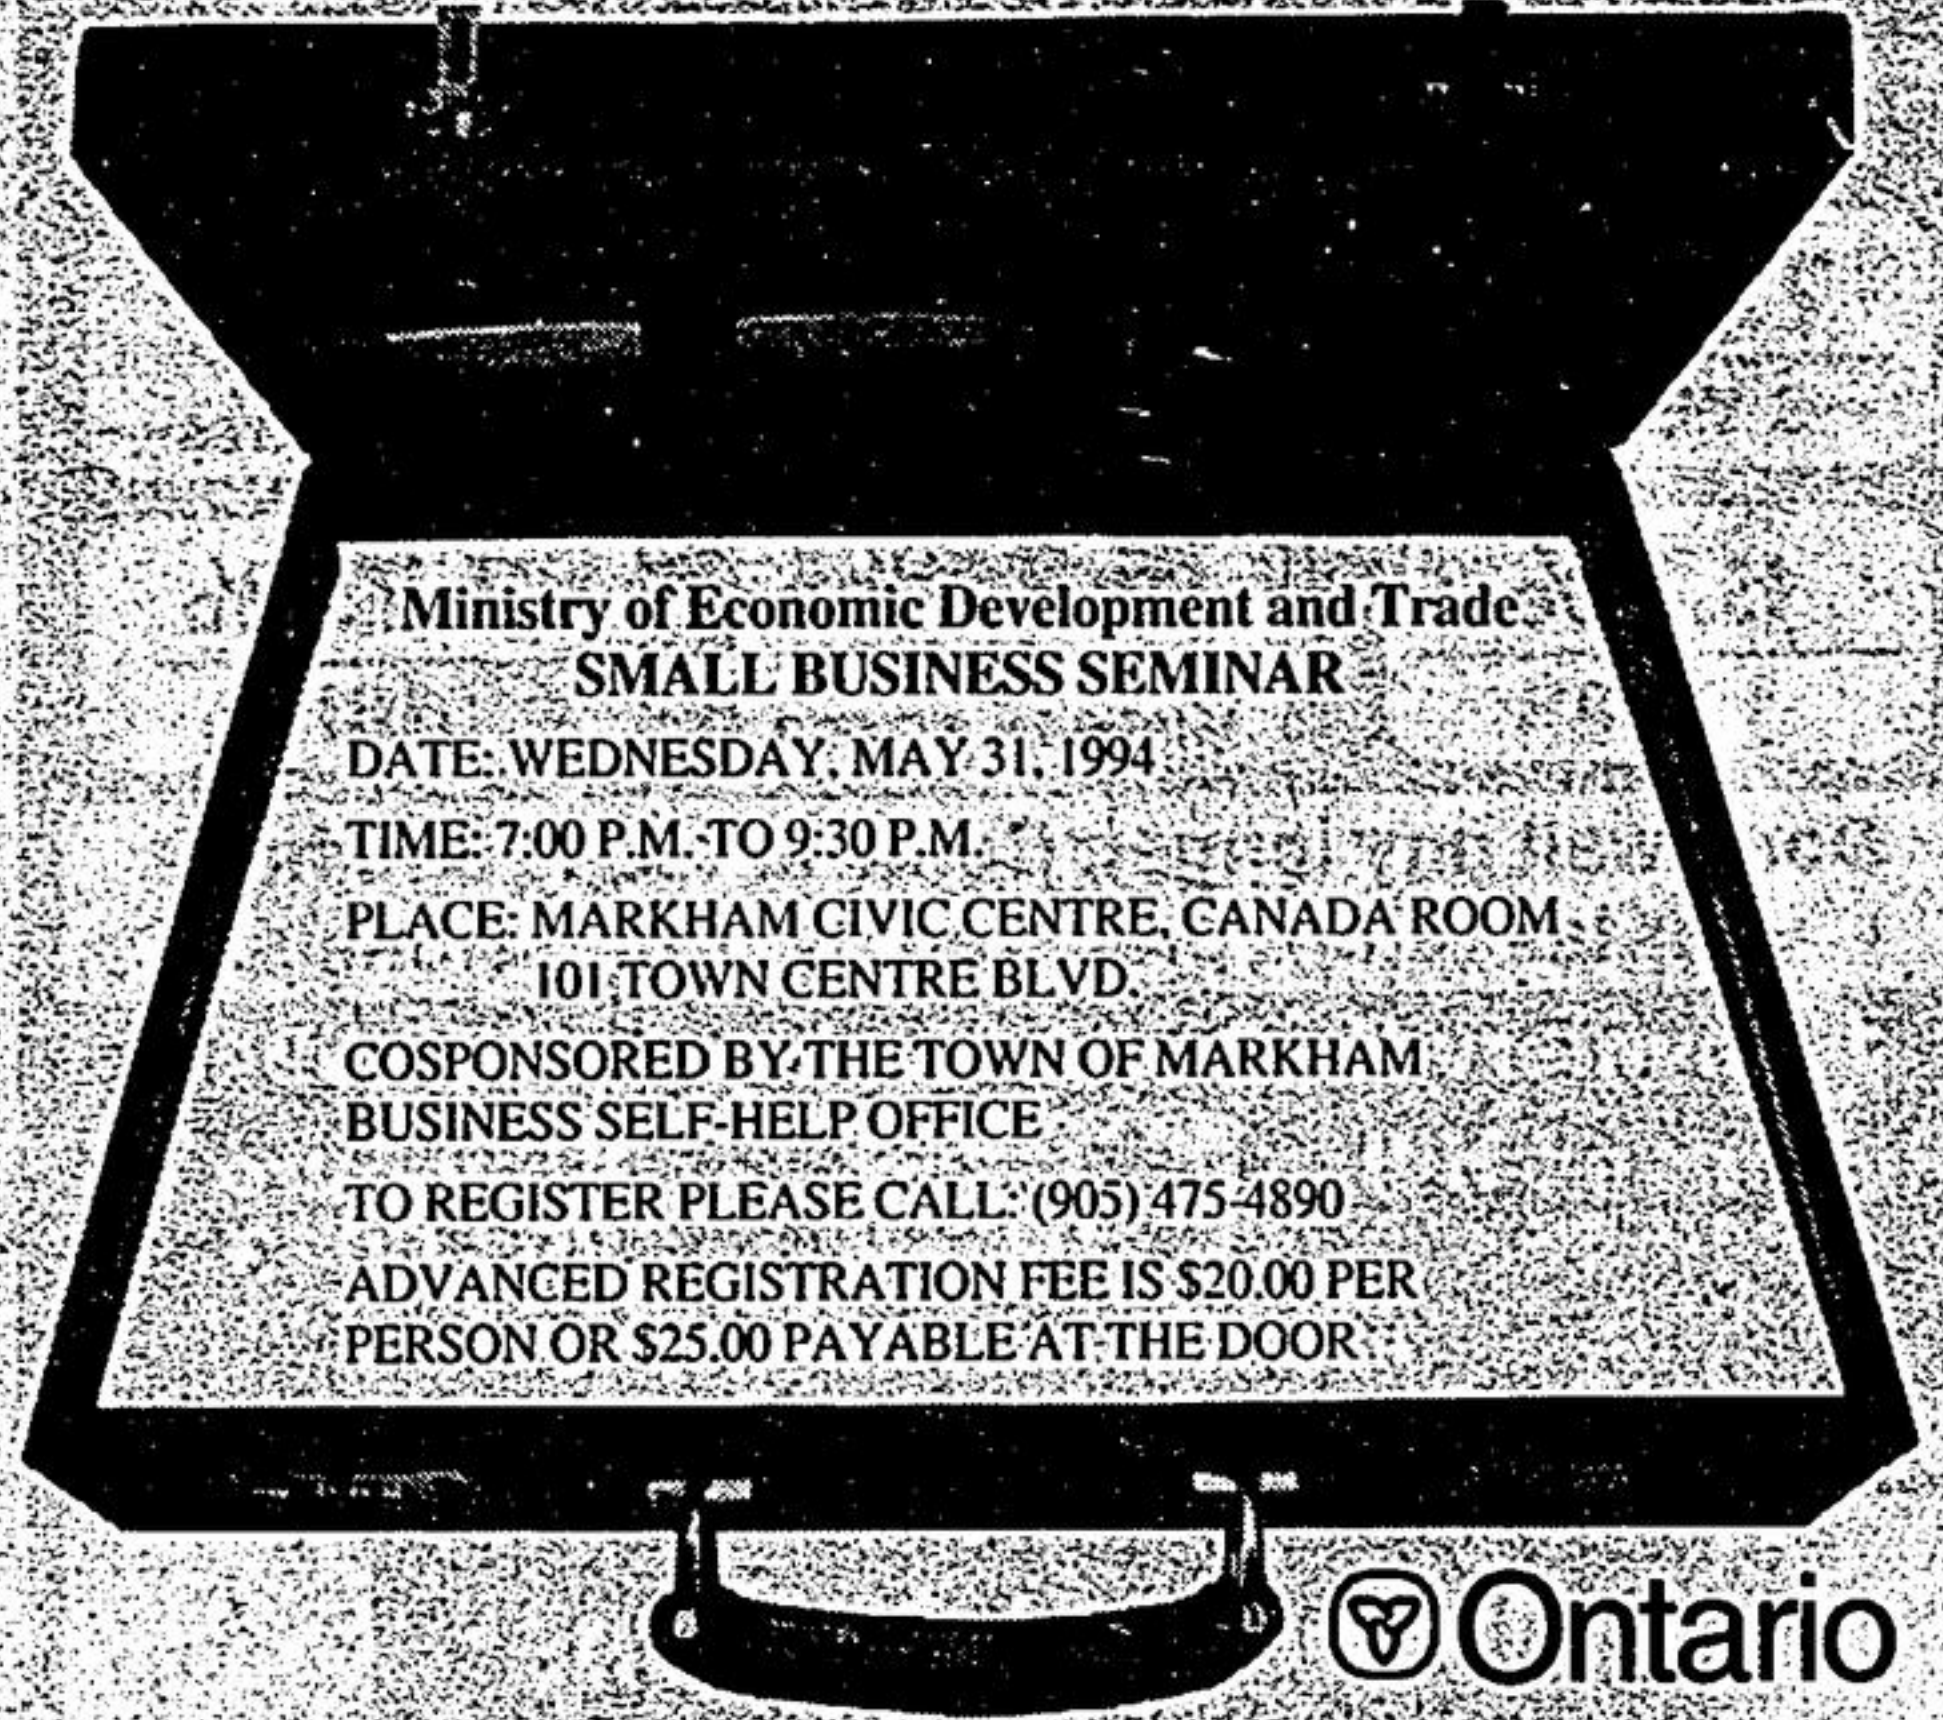 Ministry of Economic Development and Trade
SMALL BUSINESS SEMINAR
DATE: WEDNESDAY, MAY 31, 1994
TIME: 7:00 P.M. TO 9:30 P.M.
PLACE: MARKHAM CIVIC CENTRE, CANADA ROOM
101 TOWN CENTRE BLVD.
COSPONSORED BY THE TOWN OF MARKHAM
BUSINESS SELF-HELP OFFICE
TO REGISTER PLEASE CALL: (905) 475-4890
ADVANCED REGISTRATION FEE IS $20.00 PER
PERSON OR $25.00 PAYABLE AT THE DOOR
Ontario